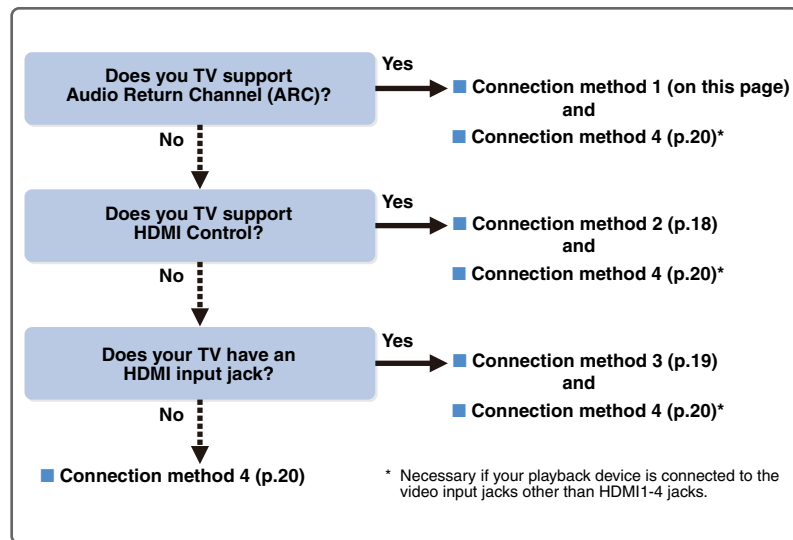 Does you TV support
Audio Return Channel (ARC)?
Yes
■ Connection method 1 (on this page)
and
■ Connection method 4 (p.20)*
No
Does you TV support
HDMI Control?
Yes
■ Connection method 2 (p.18)
and
■ Connection method 4 (p.20)*
No
Does your TV have an
HDMI input jack?
Yes
■ Connection method 3 (p.19)
and
■ Connection method 4 (p.20)*
No
■ Connection method 4 (p.20)
* Necessary if your playback device is connected to the
video input jacks other than HDMI1-4 jacks.